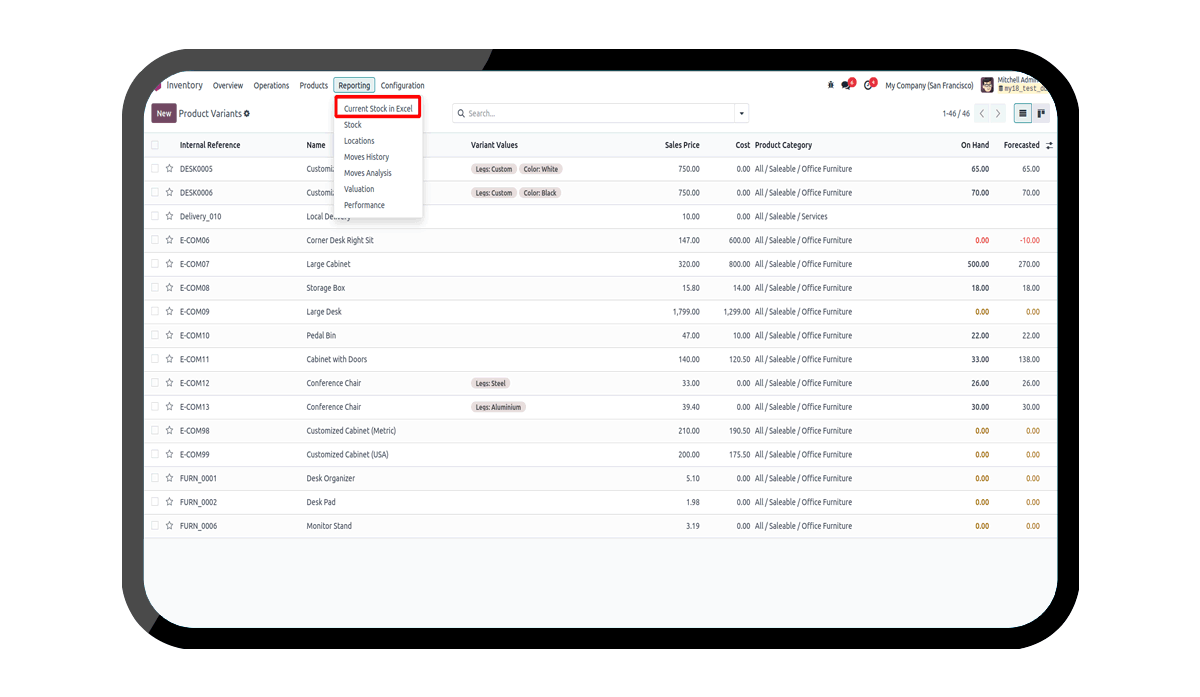 Inventory Overview Operations Products Reporting Configuration 4 4 My Company (San Francisco) Mitchell Admin
my18_test_
New Product Variants Search... 1-46 / 46
Current Stock in Excel
Stock
Locations
Moves History
Moves Analysis
Valuation
Performance
Internal Reference Name Variant Values Sales Price Cost Product Category On Hand Forecasted
DESK0005 Legs: Custom Color: White 750.00 0.00 All / Saleable / Office Furniture 65.00 65.00
DESK0006 Legs: Custom Color: Black 750.00 0.00 All / Saleable / Office Furniture 70.00 70.00
Delivery_010 Local Delivery 10.00 0.00 All / Saleable / Services
E-COM06 Corner Desk Right Sit 147.00 600.00 All / Saleable / Office Furniture 0.00 -10.00
E-COM07 Large Cabinet 320.00 800.00 All / Saleable / Office Furniture 500.00 270.00
E-COM08 Storage Box 15.80 14.00 All / Saleable / Office Furniture 18.00 18.00
E-COM09 Large Desk 1,799.00 1,299.00 All / Saleable / Office Furniture 0.00 0.00
E-COM10 Pedal Bin 47.00 10.00 All / Saleable / Office Furniture 22.00 22.00
E-COM11 Cabinet with Doors 140.00 120.50 All / Saleable / Office Furniture 33.00 138.00
E-COM12 Conference Chair Legs: Steel 33.00 0.00 All / Saleable / Office Furniture 26.00 26.00
E-COM13 Conference Chair Legs: Aluminium 39.40 0.00 All / Saleable / Office Furniture 30.00 30.00
E-COM98 Customized Cabinet (Metric) 210.00 190.50 All / Saleable / Office Furniture 0.00 0.00
E-COM99 Customized Cabinet (USA) 200.00 175.50 All / Saleable / Office Furniture 0.00 0.00
FURN_0001 Desk Organizer 5.10 0.00 All / Saleable / Office Furniture 0.00 0.00
FURN_0002 Desk Pad 1.98 0.00 All / Saleable / Office Furniture 0.00 0.00
FURN_0006 Monitor Stand 3.19 0.00 All / Saleable / Office Furniture 0.00 0.00